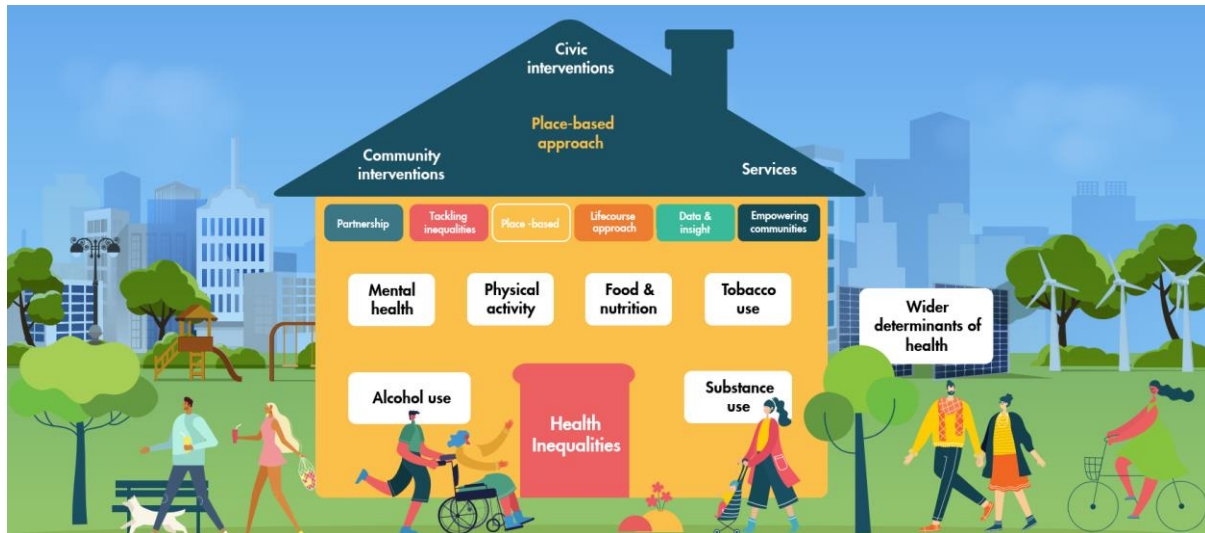 Civic
interventions
Place-based
approach
Community
interventions
Services
Partnership
Tackling
inequalities
Place -based
Lifecourse
approach
Data &
insight
Empowering
communities
Mental
health
Physical
activity
Food &
nutrition
Tobacco
use
Wider
determinants of
health
Alcohol use
Substance
use
Health
Inequalities